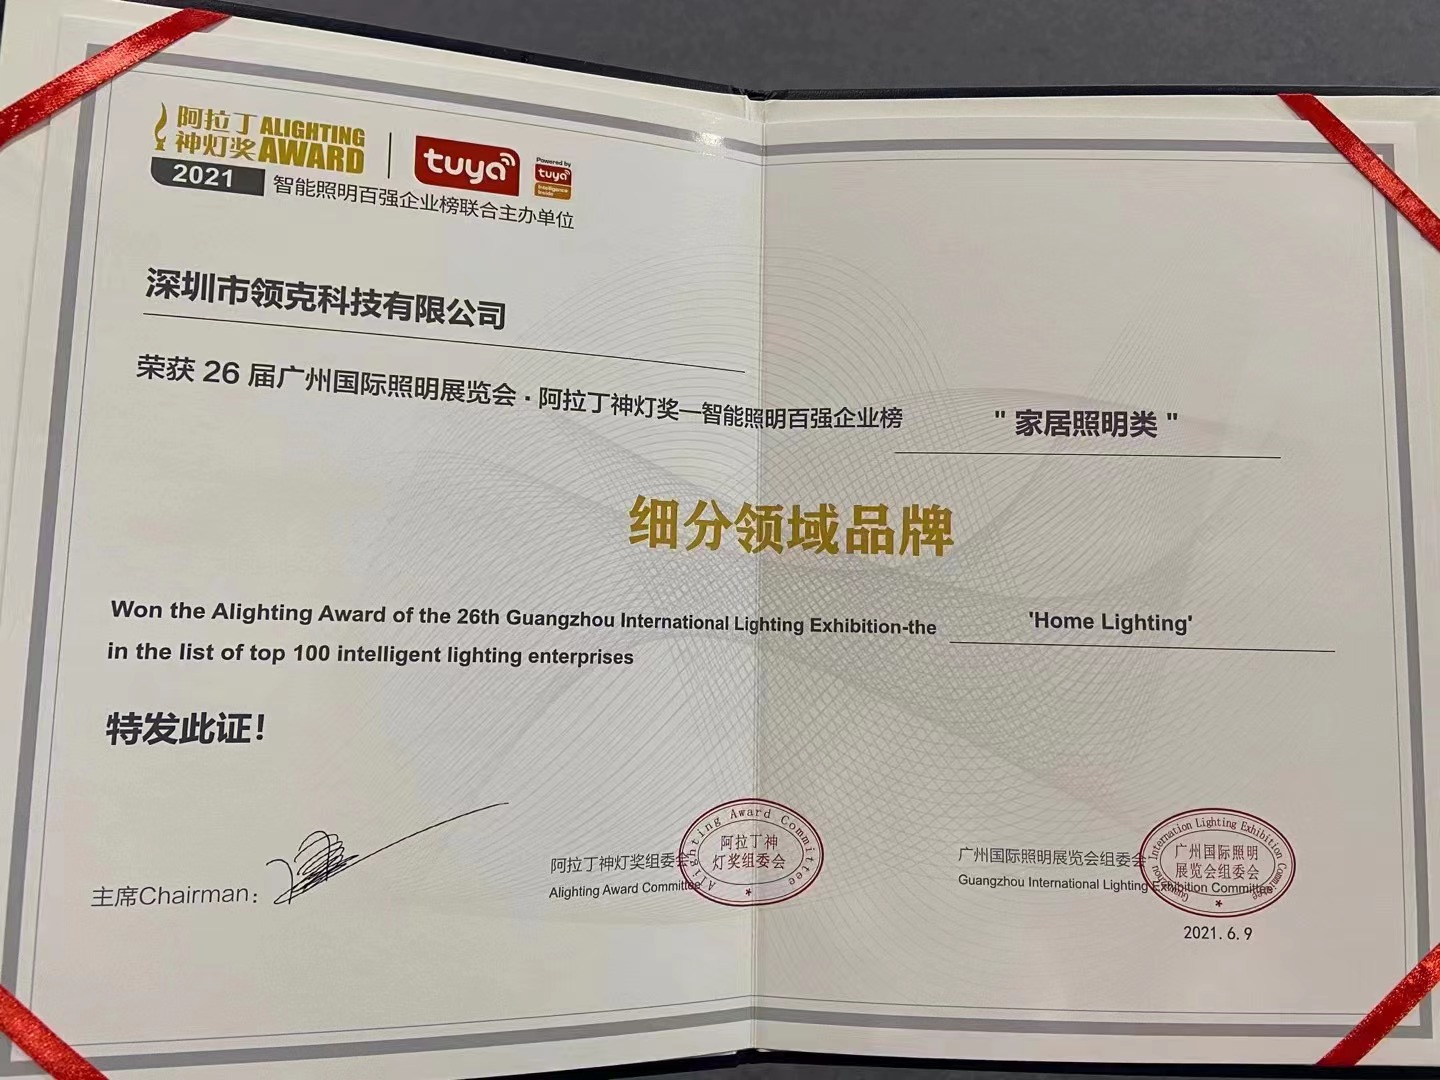 阿拉丁 ALIGHTING
神灯奖 AWARD
2021
tuya
Powered by
tuya
Intelligence
Inside
智能照明百强企业榜联合主办单位
深圳市领克科技有限公司
荣获 26 届广州国际照明展览会 · 阿拉丁神灯奖—智能照明百强企业榜 " 家居照明类 "
细分领域品牌
Won the Alighting Award of the 26th Guangzhou International Lighting Exhibition-the 'Home Lighting'
in the list of top 100 intelligent lighting enterprises
特发此证！
主席Chairman：
阿拉丁神灯奖组委会
Alighting Award Committee
Alighting Award Committee
阿拉丁神
灯奖组委会
广州国际照明展览会组委会
Guangzhou International Lighting Exhibition Committee
Guangzhou Internation Lighting Exhibition Committee
广州国际照明
展览会组委会
2021.6.9